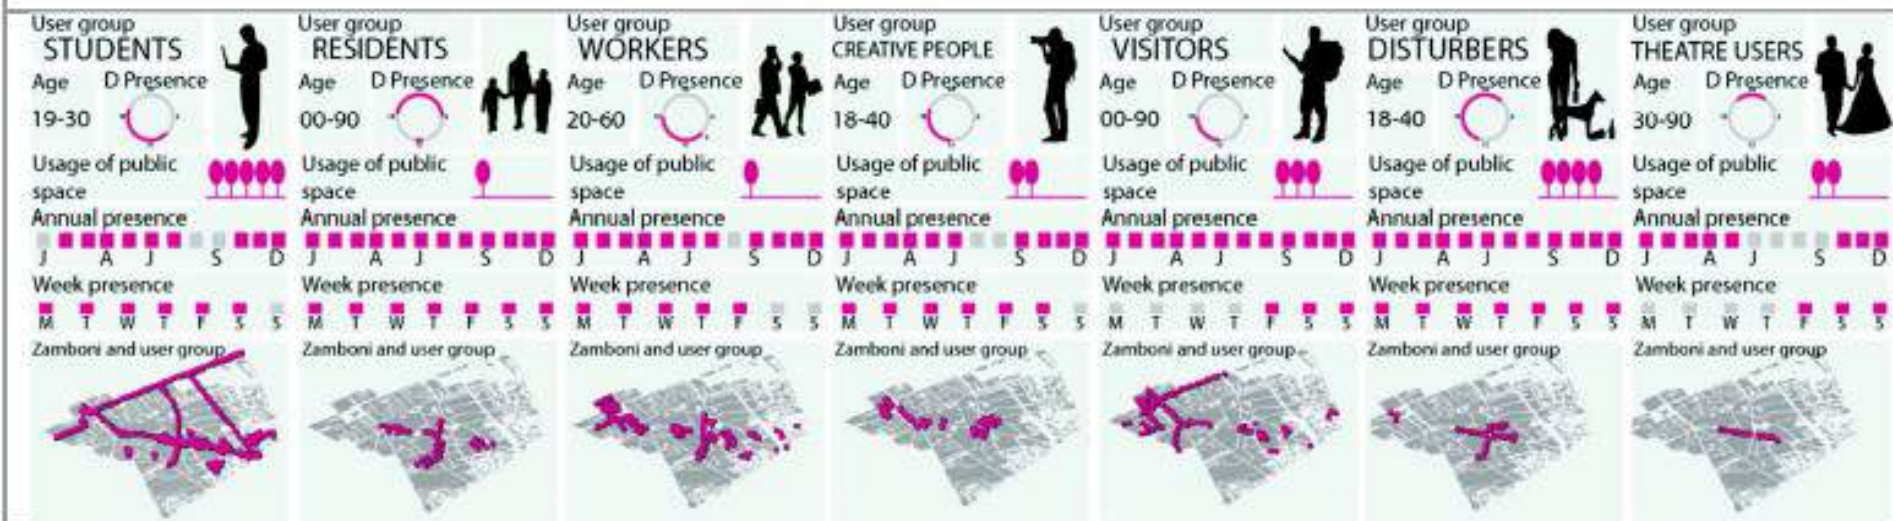 User group
STUDENTS
Age D Presence
19-30
Usage of public
space
Annual presence
J A J S D
Week presence
M T W T F S S
Zamboni and user group
User group
RESIDENTS
Age D Presence
00-90
Usage of public
space
Annual presence
J A J S D
Week presence
M T W T F S S
Zamboni and user group
User group
WORKERS
Age D Presence
20-60
Usage of public
space
Annual presence
J A J S D
Week presence
M T W T F S S
Zamboni and user group
User group
CREATIVE PEOPLE
Age D Presence
18-40
Usage of public
space
Annual presence
J A J S D
Week presence
M T W T F S S
Zamboni and user group
User group
VISITORS
Age D Presence
00-90
Usage of public
space
Annual presence
J A J S D
Week presence
M T W T F S S
Zamboni and user group
User group
DISTURBERS
Age D Presence
18-40
Usage of public
space
Annual presence
J A J S D
Week presence
M T W T F S S
Zamboni and user group
User group
THEATRE USERS
Age D Presence
30-90
Usage of public
space
Annual presence
J A J S D
Week presence
M T W T F S S
Zamboni and user group